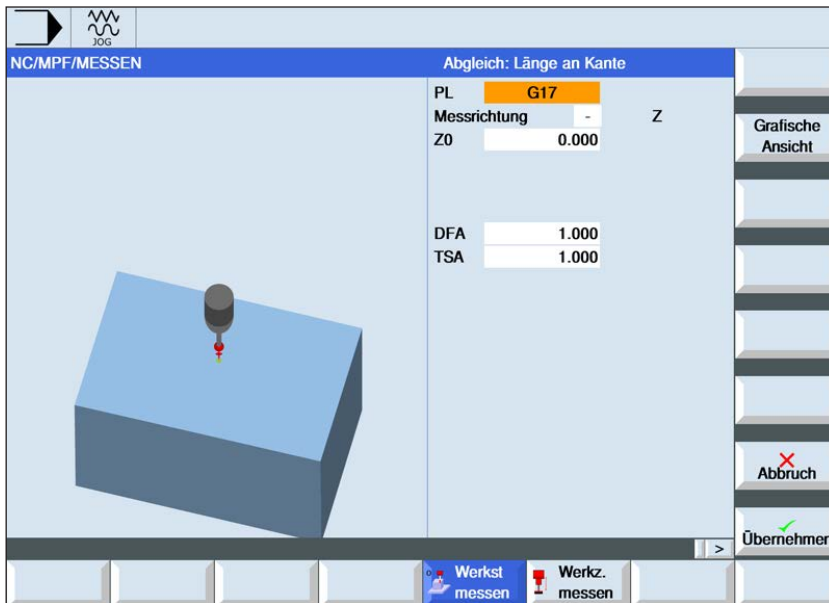 JOG
NC/MPF/MESSEN
Abgleich: Länge an Kante
PL G17
Messrichtung - Z
Z0 0.000
DFA 1.000
TSA 1.000
Grafische
Ansicht
Abbruch
Übernehmen
>
Werkst
messen
Werkz.
messen